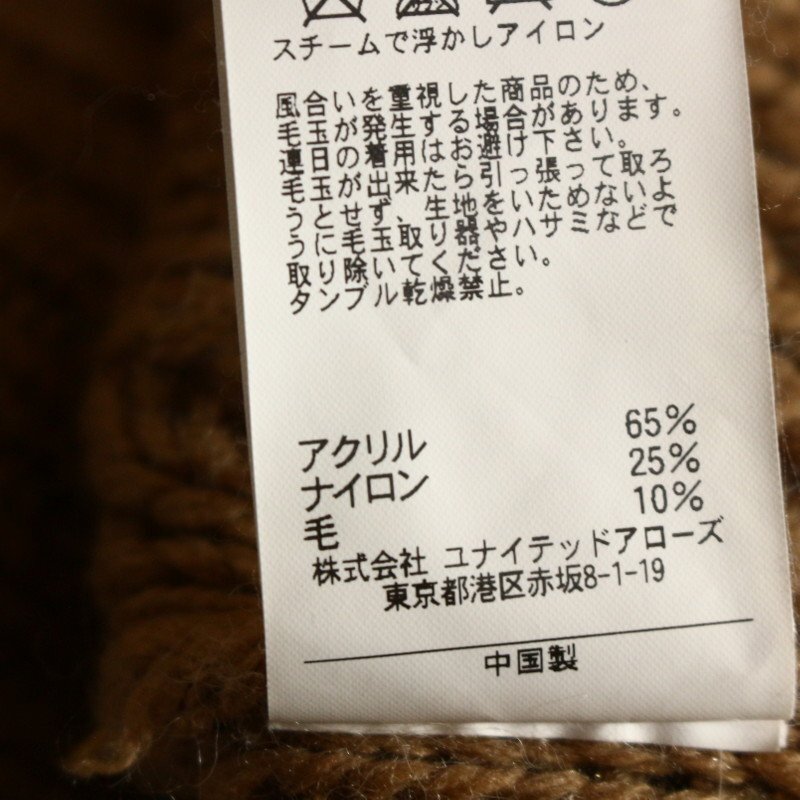 スチームで浮かしアイロン
風合いを重視した商品のため、
毛玉が発生する場合があります。
連日の着用はお避け下さい。
毛玉が出来たら引っ張って取ろ
うとせず、生地をいためないよ
うに毛玉取り器やハサミなどで
取り除いてください。
タンブル乾燥禁止。
アクリル 65%
ナイロン 25%
毛 10%
株式会社 ユナイテッドアローズ
東京都港区赤坂8-1-19
中国製